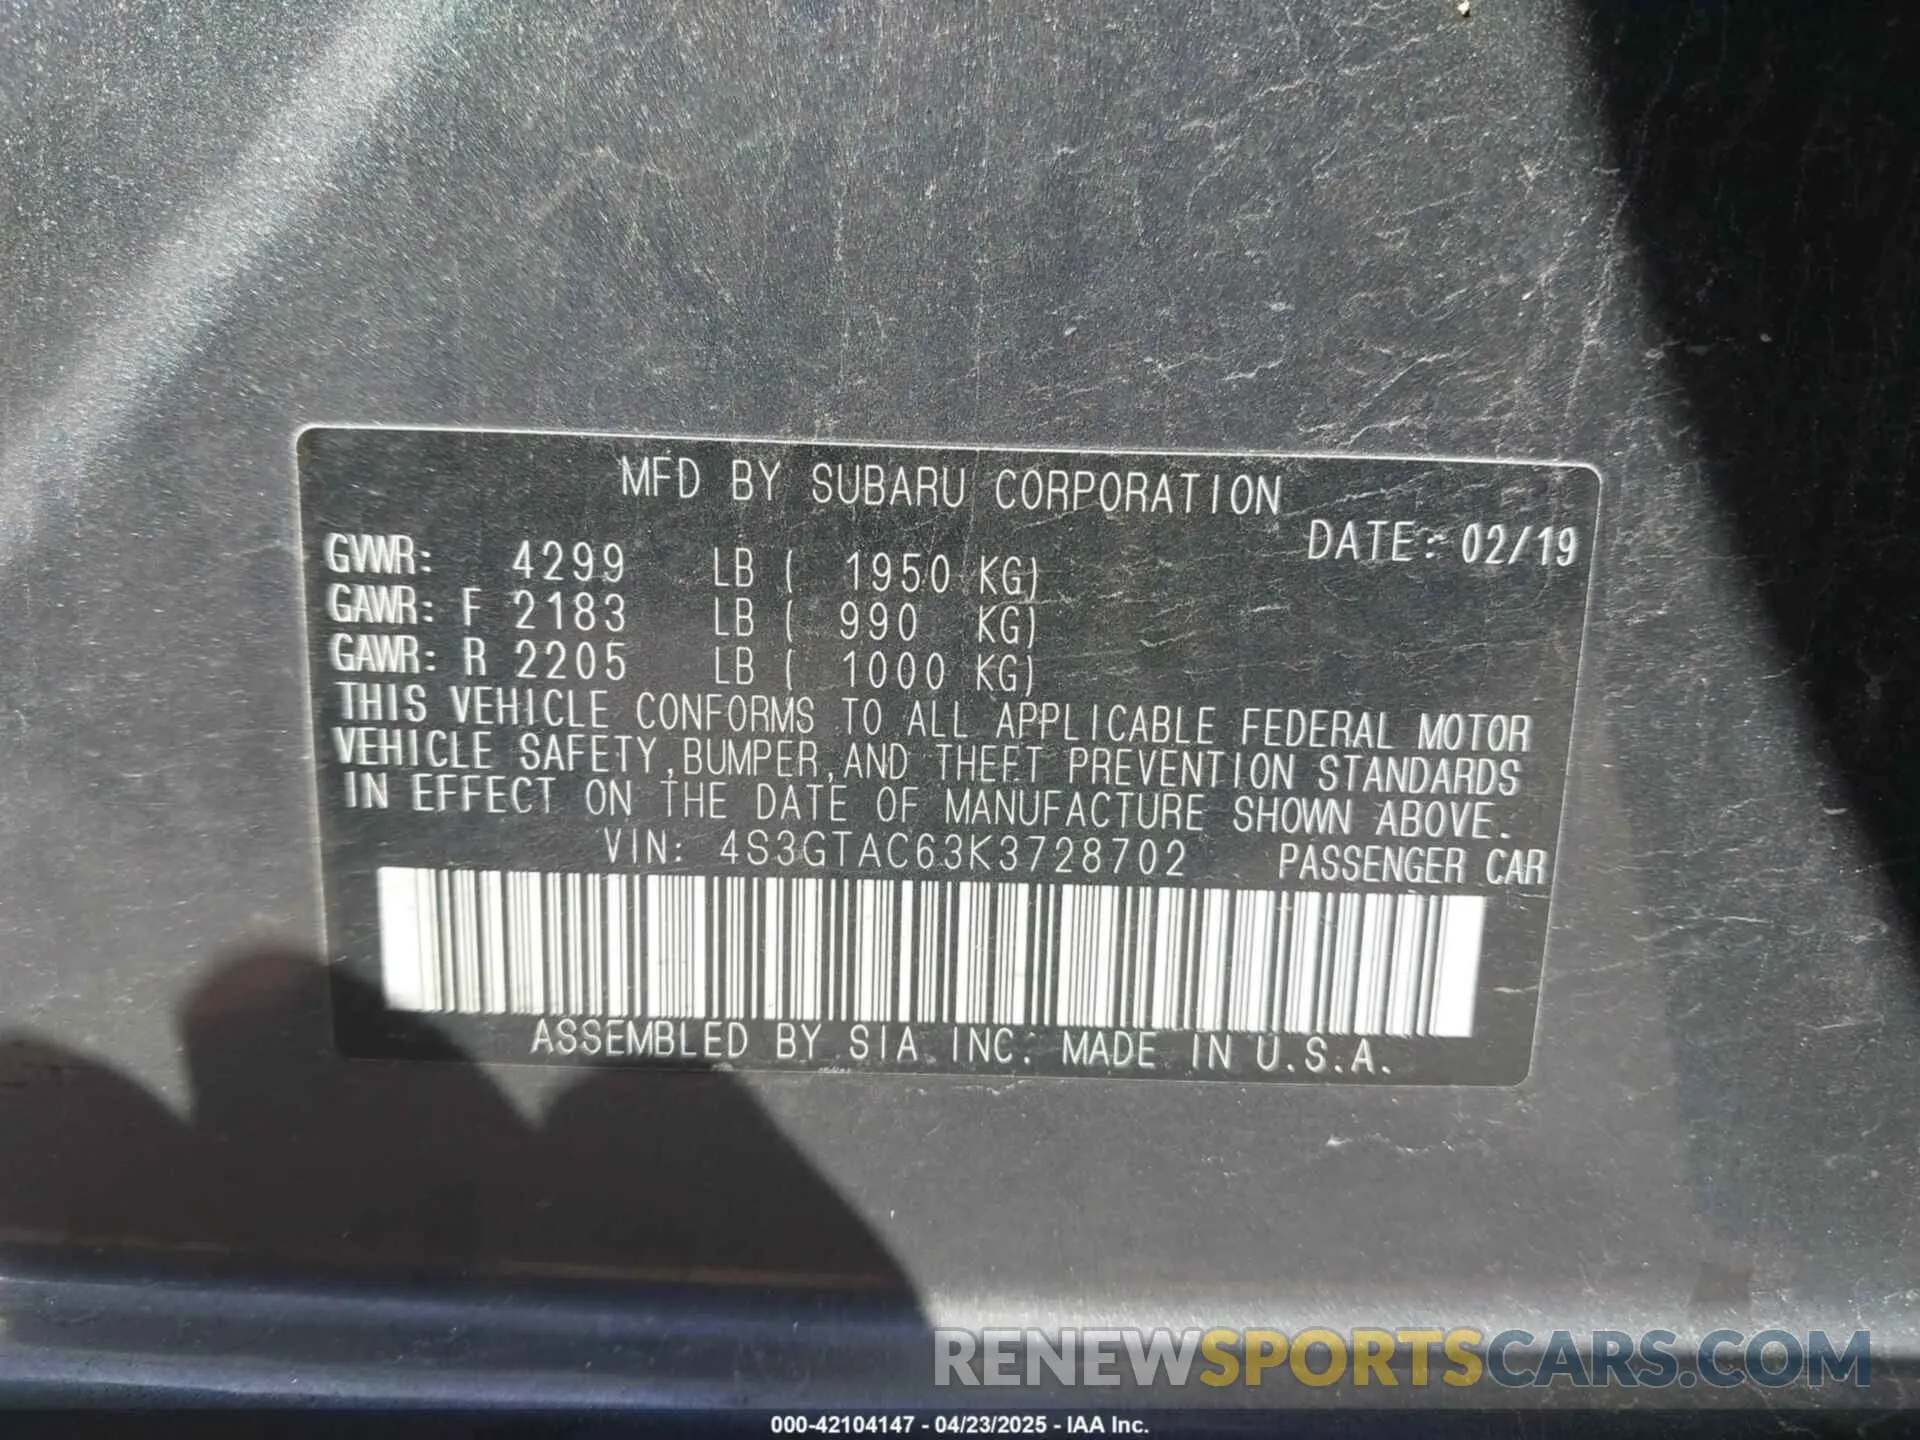 MFD BY SUBARU CORPORATION
DATE: 02/19
GVWR: 4299 LB ( 1950 KG)
GAWR: F 2183 LB ( 990 KG)
GAWR: R 2205 LB ( 1000 KG)
THIS VEHICLE CONFORMS TO ALL APPLICABLE FEDERAL MOTOR
VEHICLE SAFETY, BUMPER, AND THEFT PREVENTION STANDARDS
IN EFFECT ON THE DATE OF MANUFACTURE SHOWN ABOVE.
VIN: 4S3GTAC63K3728702 PASSENGER CAR
ASSEMBLED BY SIA INC. MADE IN U.S.A.
RENEWSPORTSCARS.COM
000-42104147 - 04/23/2025 - IAA Inc.